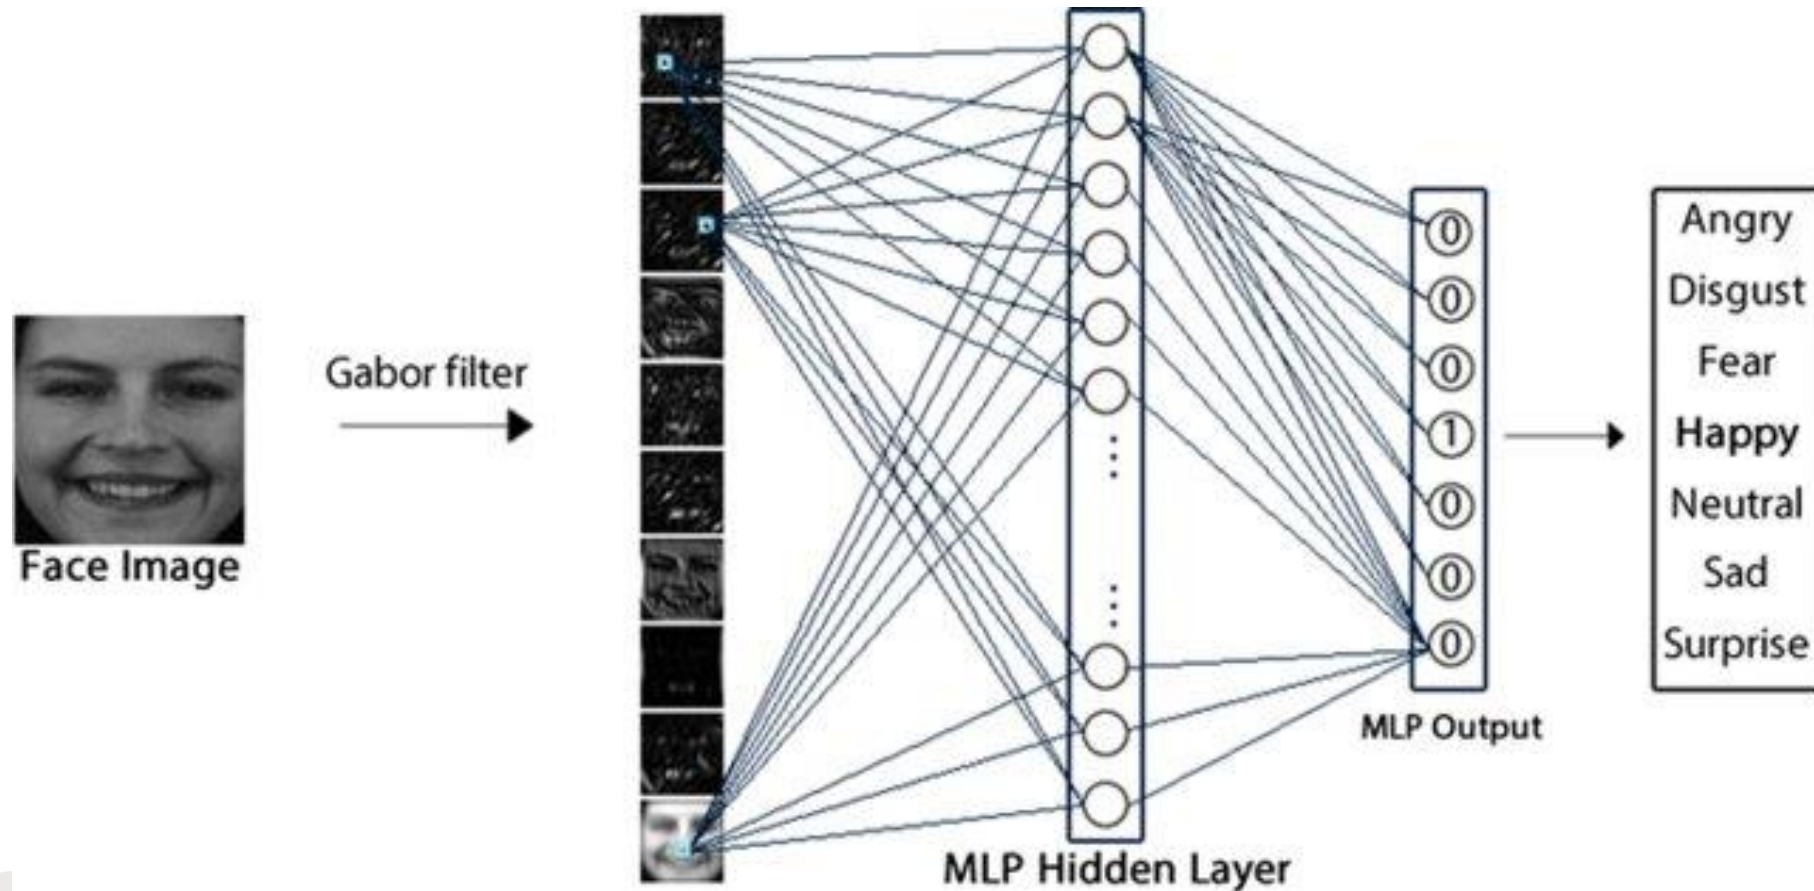 Face Image
Gabor filter
MLP Hidden Layer
0
0
0
1
0
0
0
MLP Output
Angry
Disgust
Fear
Happy
Neutral
Sad
Surprise